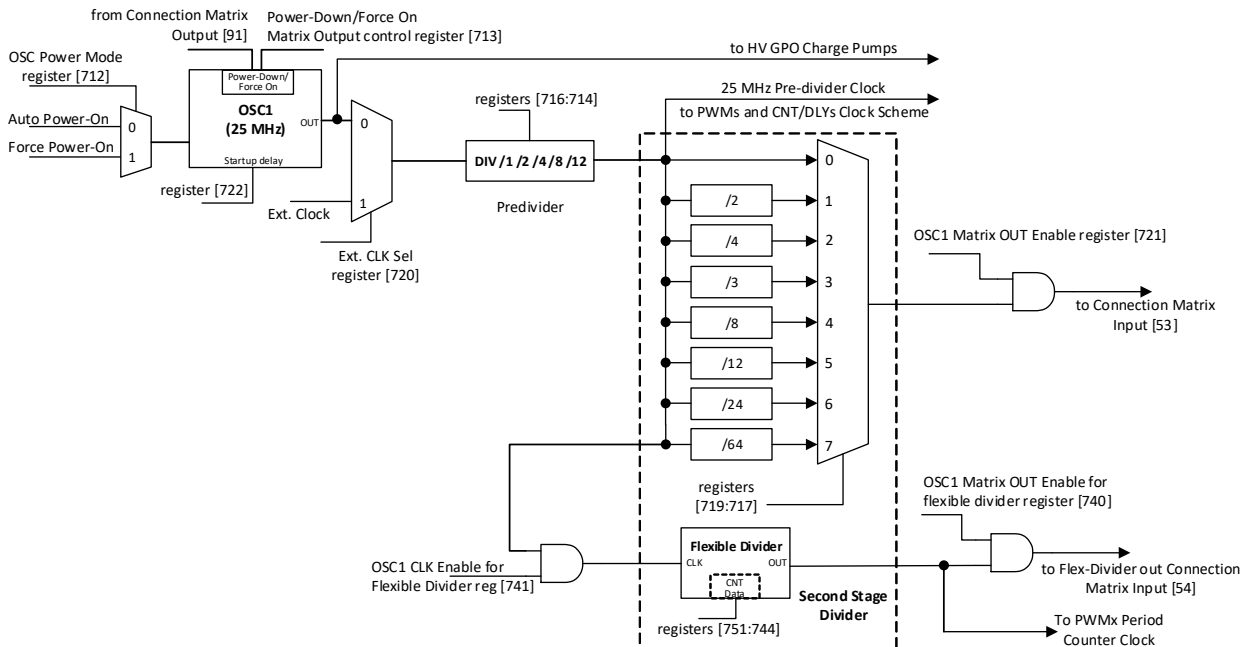 from Connection Matrix
Output [91]
Power-Down/Force On
Matrix Output control register [713]
OSC Power Mode
register [712]
Power-Down/
Force On
OSC1
(25 MHz)
OUT
Startup delay
Auto Power-On
0
Force Power-On
1
register [722]
0
1
Ext. Clock
Ext. CLK Sel
register [720]
registers [716:714]
DIV /1 /2 /4 /8 /12
Predivider
to HV GPO Charge Pumps
25 MHz Pre-divider Clock
to PWMs and CNT/DLYs Clock Scheme
0
/2
1
/4
2
/3
3
/8
4
/12
5
/24
6
/64
7
registers
[719:717]
OSC1 Matrix OUT Enable register [721]
to Connection Matrix
Input [53]
OSC1 CLK Enable for
Flexible Divider reg [741]
Flexible Divider
CLK
OUT
CNT
Data
registers [751:744]
Second Stage
Divider
OSC1 Matrix OUT Enable for
flexible divider register [740]
to Flex-Divider out Connection
Matrix Input [54]
To PWMx Period
Counter Clock